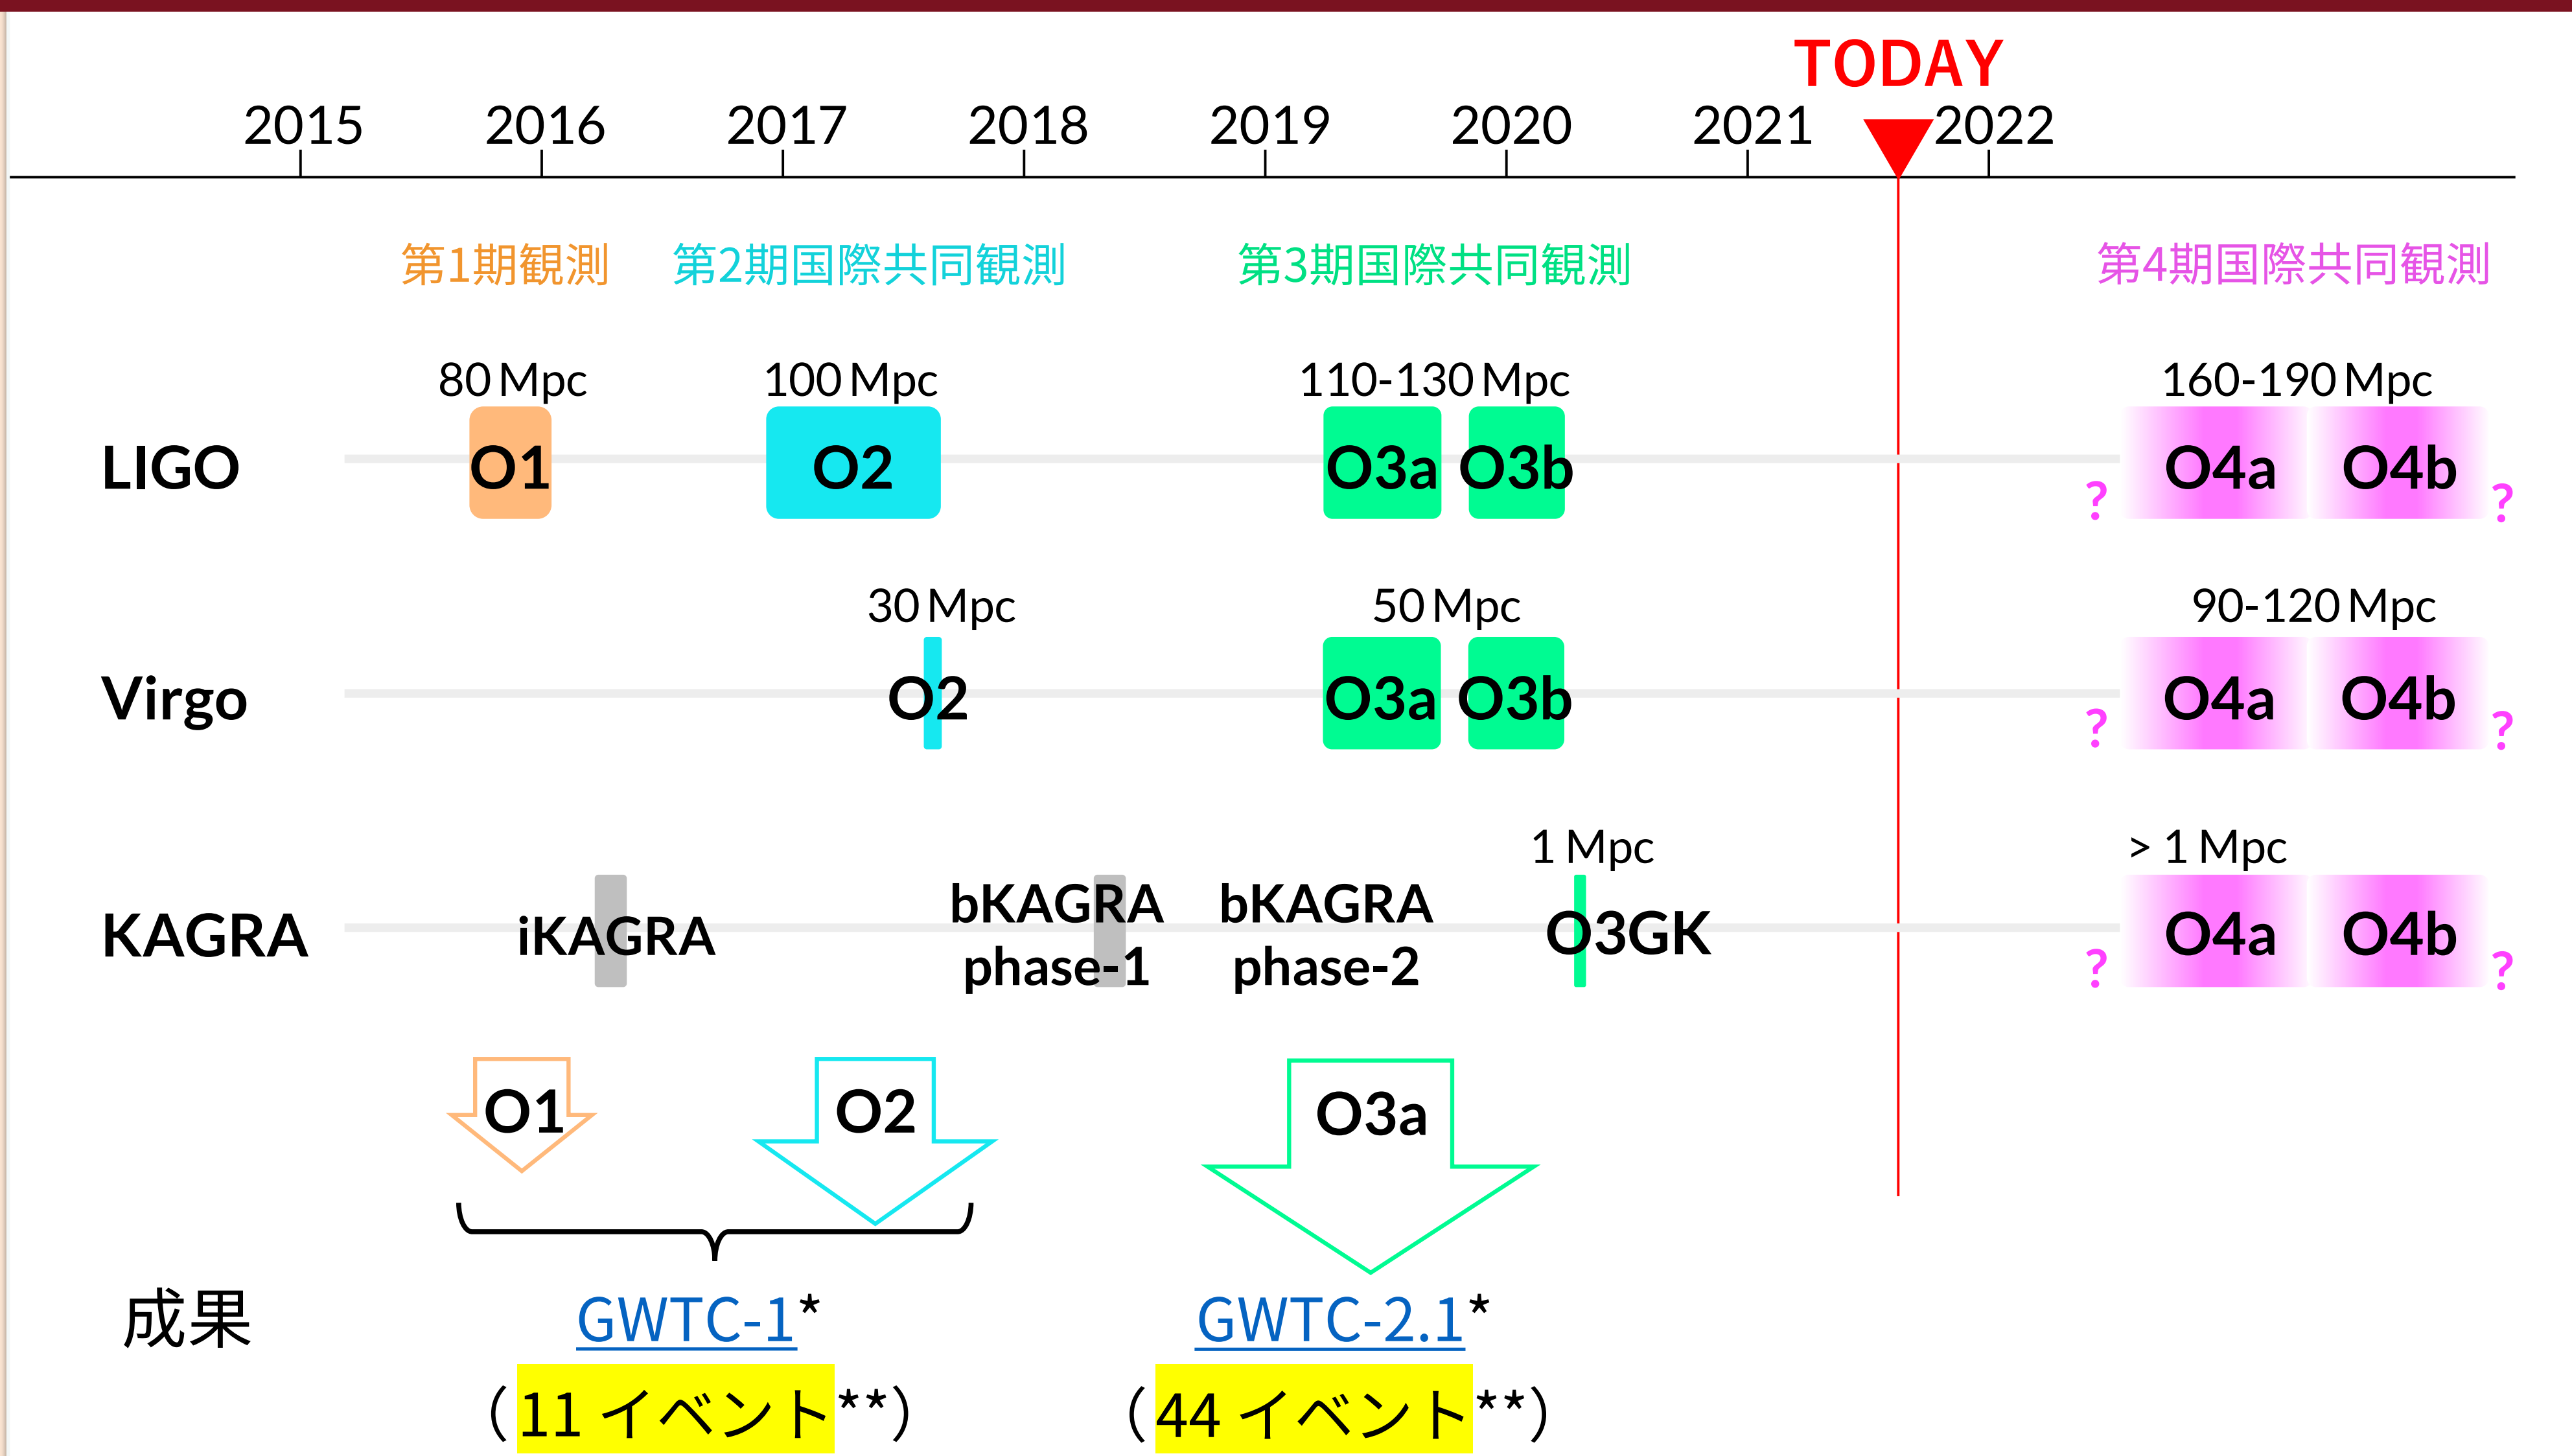 TODAY
2015 2016 2017 2018 2019 2020 2021 2022
第1期観測 第2期国際共同観測 第3期国際共同観測 第4期国際共同観測
80 Mpc 100 Mpc 110-130 Mpc 160-190 Mpc
LIGO O1 O2 O3a O3b ? O4a O4b ?
30 Mpc 50 Mpc 90-120 Mpc
Virgo O2 O3a O3b ? O4a O4b ?
1 Mpc > 1 Mpc
KAGRA iKAGRA bKAGRA phase-1 bKAGRA phase-2 O3GK ? O4a O4b ?
O1 O2 O3a
成果 GWTC-1* GWTC-2.1*
(11 イベント**) (44 イベント**)